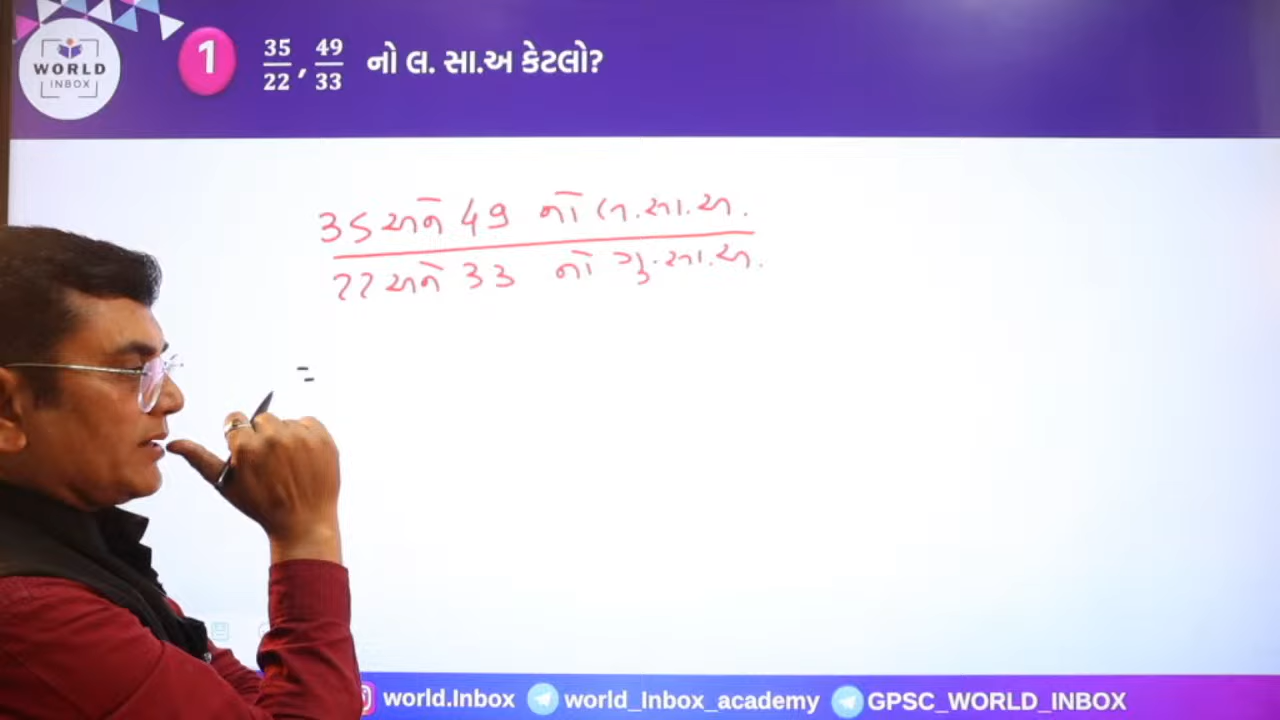 WORLD
INBOX
1 35/22, 49/33 નો લ. સા.અ કેટલો?
35 અને 49 નો લ.સા.અ.
22 અને 33 નો ગુ.સા.અ.
=
world.Inbox world_Inbox_academy GPSC_WORLD_INBOX